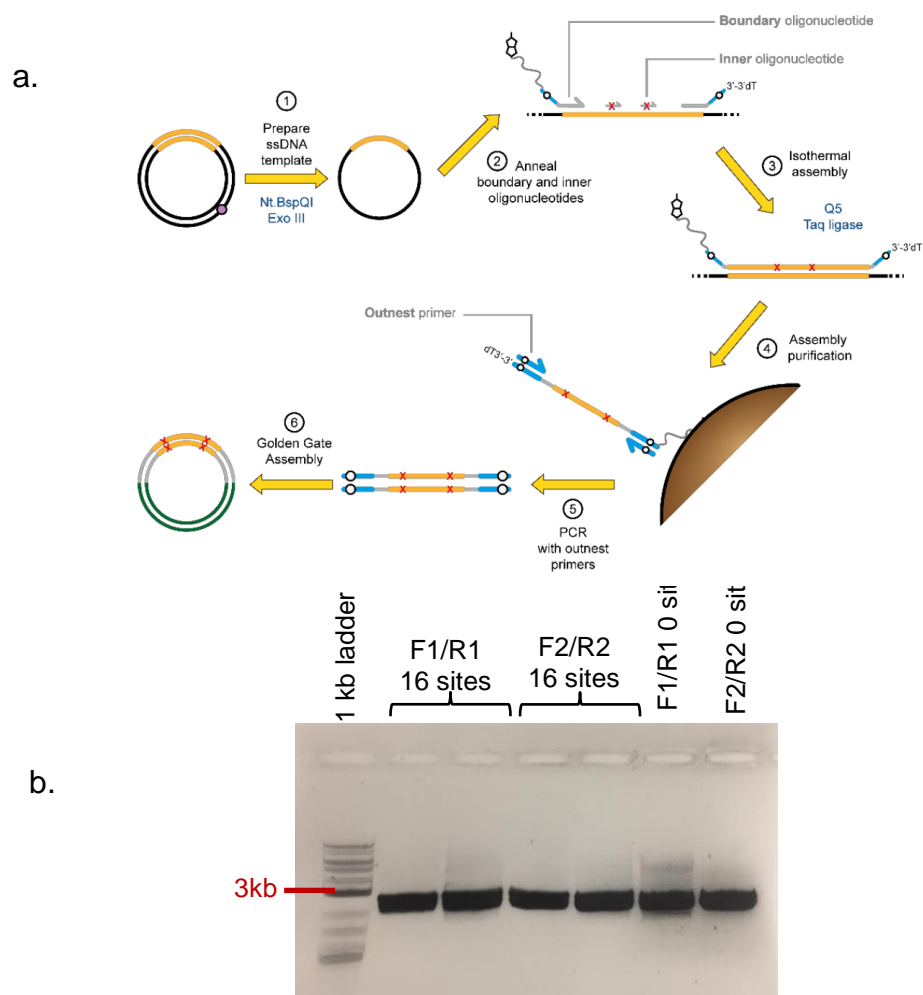 a.
Boundary oligonucleotide
Inner oligonucleotide
3'-3'dT
1
Prepare
ssDNA
template
Nt.BspQI
Exo III
2 Anneal
boundary and inner
oligonucleotides
3 Isothermal
assembly
Q5
Taq ligase
3'-3'dT
Outnest primer
dT3'-3'
4 Assembly
purification
6
Golden Gate
Assembly
5
PCR
with outnest
primers
1 kb ladder
F1/R1
16 sites
F2/R2
16 sites
F1/R1 0 sit
F2/R2 0 sit
b.
3kb